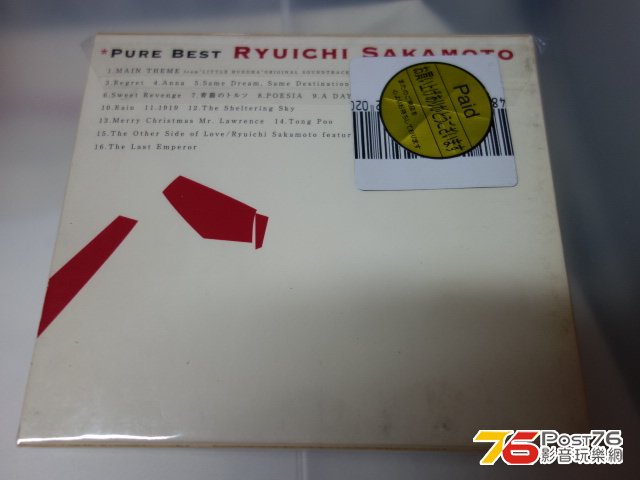 *PURE BEST RYUICHI SAKAMOTO
1.MAIN THEME from "LITTLE BUDDHA" ORIGINAL SOUNDTRACK
3.Regret 4.Anna 5.Same Dream, Same Destination
6.Sweet Revenge 7.青猫のトルソ 8.POESIA 9.A DAY
10.Rain 11.1919 12.The Sheltering Sky
13.Merry Christmas Mr. Lawrence 14.Tong Poo
15.The Other Side of Love/Ryuichi Sakamoto featur
16.The Last Emperor
Paid
76 Post76
影音玩樂網